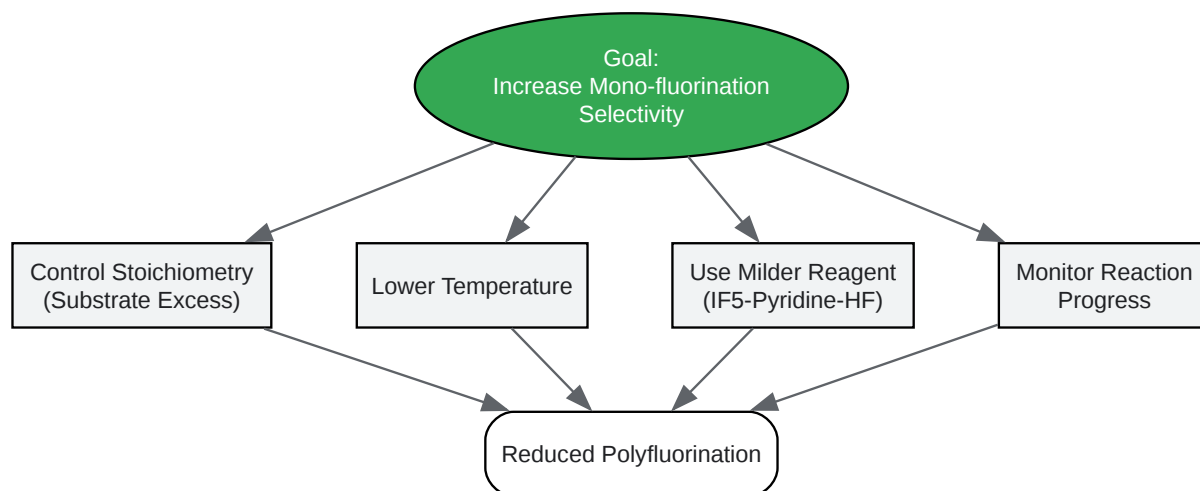 Goal:
Increase Mono-fluorination
Selectivity
Control Stoichiometry
(Substrate Excess)
Lower Temperature
Use Milder Reagent
(IF5-Pyridine-HF)
Monitor Reaction
Progress
Reduced Polyfluorination